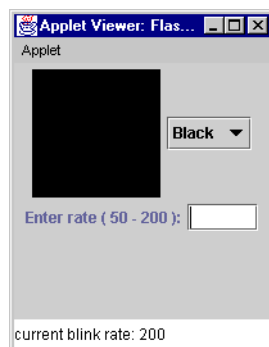 Applet Viewer: Flas...
Applet
Black
Enter rate ( 50 - 200 ):
current blink rate: 200